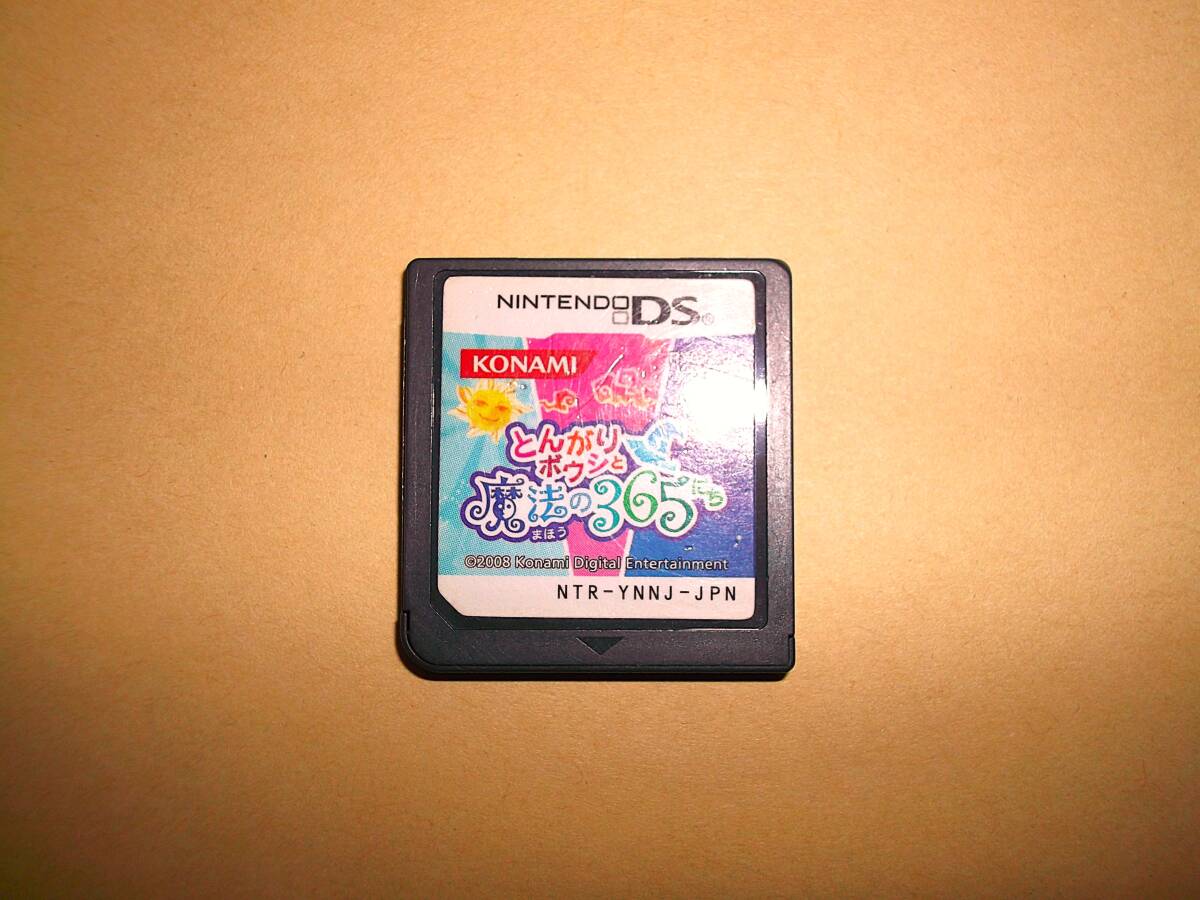 NINTENDO DS
KONAMI
とんがり
ボウシと
魔法の365にち
まほう
©2008 Konami Digital Entertainment
NTR-YNNJ-JPN